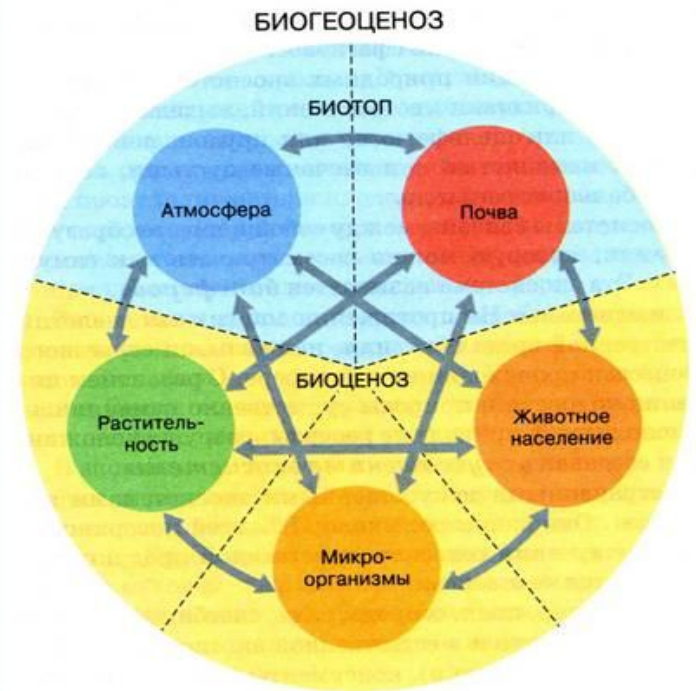 БИОГЕОЦЕНОЗ
БИОТОП
Атмосфера
Почва
БИОЦЕНОЗ
Раститель-
ность
Животное
население
Микро-
организмы